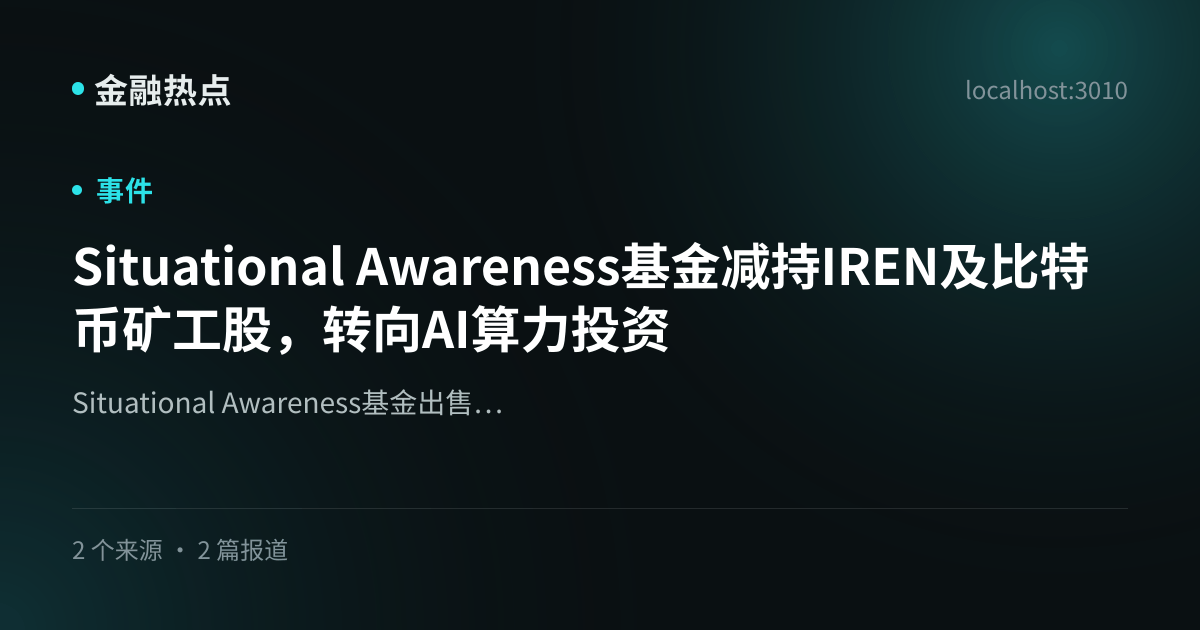 金融热点
localhost:3010
事件
Situational Awareness基金减持IREN及比特
币矿工股，转向AI算力投资
Situational Awareness基金出售…
2 个来源 · 2 篇报道